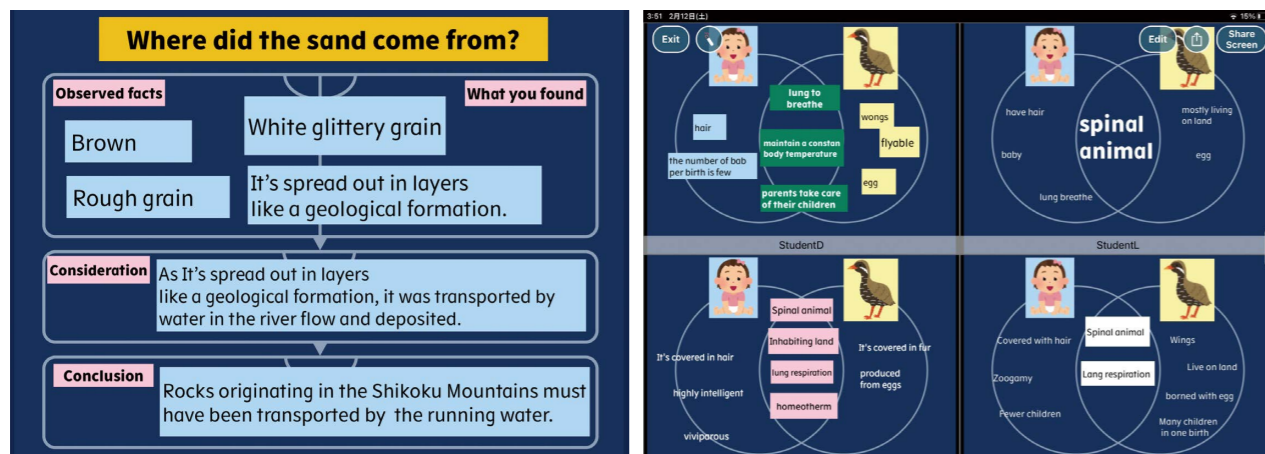 Where did the sand come from?
Observed facts
What you found
Brown
White glittery grain
Rough grain
It's spread out in layers
like a geological formation.
Consideration
As It's spread out in layers
like a geological formation, it was transported by
water in the river flow and deposited.
Conclusion
Rocks originating in the Shikoku Mountains must
have been transported by the running water.
3:51 2月12日(土)
15%
Exit
Edit
Share
Screen
lung to
breathe
hair
wongs
maintain a constan
body temperature
flyable
the number of bab
per birth is few
egg
parents take care
of their children
have hair
spinal
animal
mostly living
on land
baby
egg
lung breathe
StudentD
StudentL
Spinal animal
Inhabiting land
It's covered in hair
It's covered in fur
lung respiration
produced
from eggs
highly intelligent
homeotherm
viviparous
Spinal animal
Covered with hair
Wings
Lang respiration
Live on land
Zoogamy
borned with egg
Fewer children
Many children
in one birth